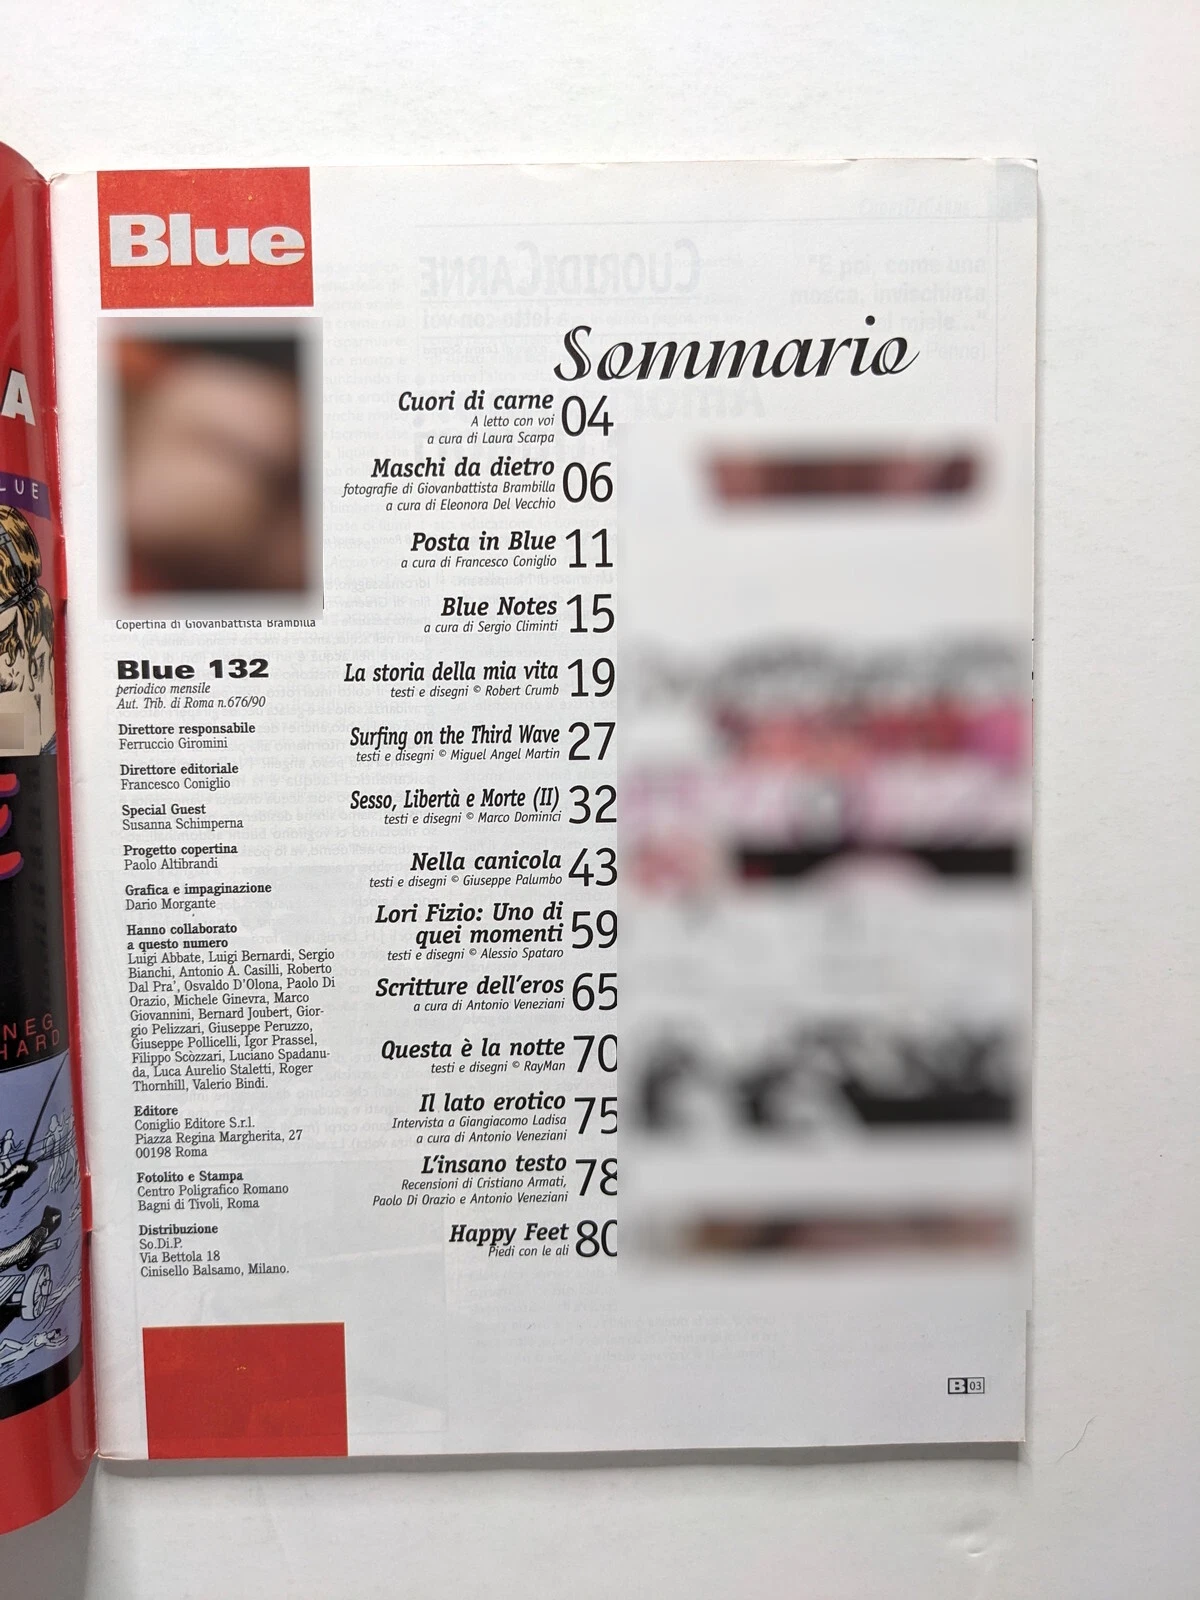 Blue
Sommario
Copertina di Giovanbattista Brambilla
Blue 132
periodico mensile
Aut. Trib. di Roma n.676/90
Direttore responsabile
Ferruccio Giromini
Direttore editoriale
Francesco Coniglio
Special Guest
Susanna Schimperna
Progetto copertina
Paolo Altibrandi
Grafica e impaginazione
Dario Morgante
Hanno collaborato
a questo numero
Luigi Abbate, Luigi Bernardi, Sergio
Bianchi, Antonio A. Casilli, Roberto
Dal Pra', Osvaldo D'Olona, Paolo Di
Orazio, Michele Ginevra, Marco
Giovannini, Bernard Joubert, Gior-
gio Pelizzari, Giuseppe Peruzzo,
Giuseppe Pollicelli, Igor Prassel,
Filippo Scòzzari, Luciano Spadanu-
da, Luca Aurelio Staletti, Roger
Thornhill, Valerio Bindi.
Editore
Coniglio Editore S.r.l.
Piazza Regina Margherita, 27
00198 Roma
Fotolito e Stampa
Centro Poligrafico Romano
Bagni di Tivoli, Roma
Distribuzione
So.Di.P.
Via Bettola 18
Cinisello Balsamo, Milano.
Cuori di carne 04
A letto con voi
a cura di Laura Scarpa
Maschi da dietro 06
fotografie di Giovanbattista Brambilla
a cura di Eleonora Del Vecchio
Posta in Blue 11
a cura di Francesco Coniglio
Blue Notes 15
a cura di Sergio Climinti
La storia della mia vita 19
testi e disegni © Robert Crumb
Surfing on the Third Wave 27
testi e disegni © Miguel Angel Martin
Sesso, Libertà e Morte (II) 32
testi e disegni © Marco Dominici
Nella canicola 43
testi e disegni © Giuseppe Palumbo
Lori Fizio: Uno di
quei momenti 59
testi e disegni © Alessio Spataro
Scritture dell'eros 65
a cura di Antonio Veneziani
Questa è la notte 70
testi e disegni © RayMan
Il lato erotico 75
Intervista a Giangiacomo Ladisa
a cura di Antonio Veneziani
L'insano testo 78
Recensioni di Cristiano Armati,
Paolo Di Orazio e Antonio Veneziani
Happy Feet 80
Piedi con le ali
B 03